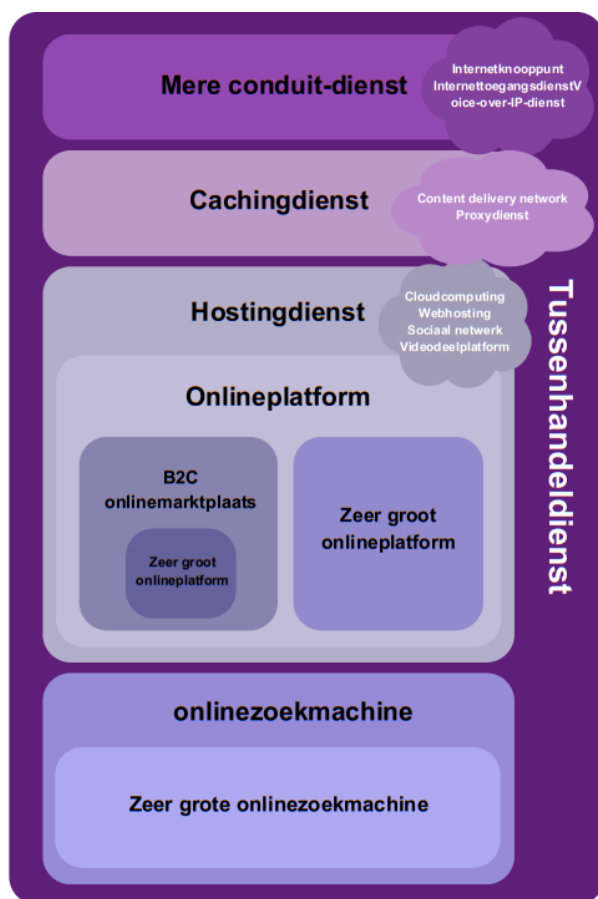 Mere conduit-dienst
Internetknooppunt
InternettoegangsdienstV
oice-over-IP-dienst
Cachingdienst
Content delivery network
Proxydienst
Hostingdienst
Cloudcomputing
Webhosting
Sociaal netwerk
Videodeelplatform
Tussenhandeldienst
Onlineplatform
B2C
onlinemarktplaats
Zeer groot
onlineplatform
Zeer groot
onlineplatform
onlinezoekmachine
Zeer grote onlinezoekmachine